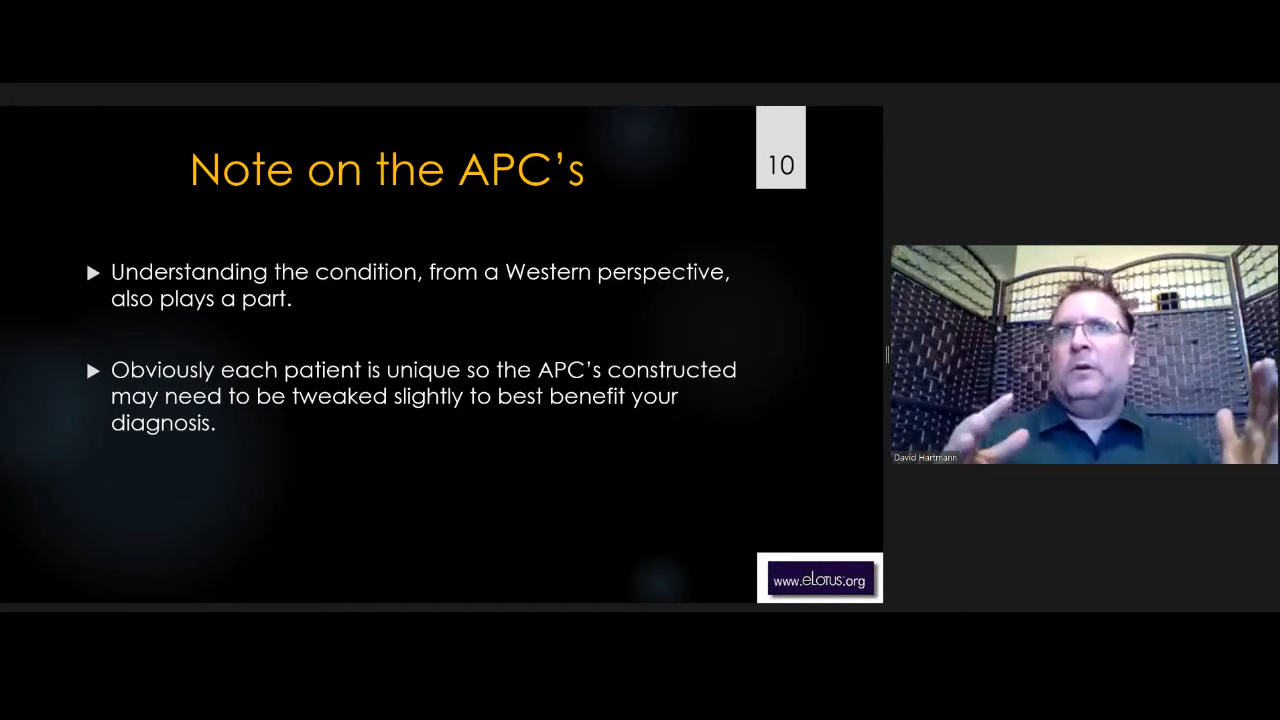 Note on the APC’s
10
Understanding the condition, from a Western perspective,
also plays a part.
Obviously each patient is unique so the APC’s constructed
may need to be tweaked slightly to best benefit your
diagnosis.
David Hartmann
www.eLotus.org